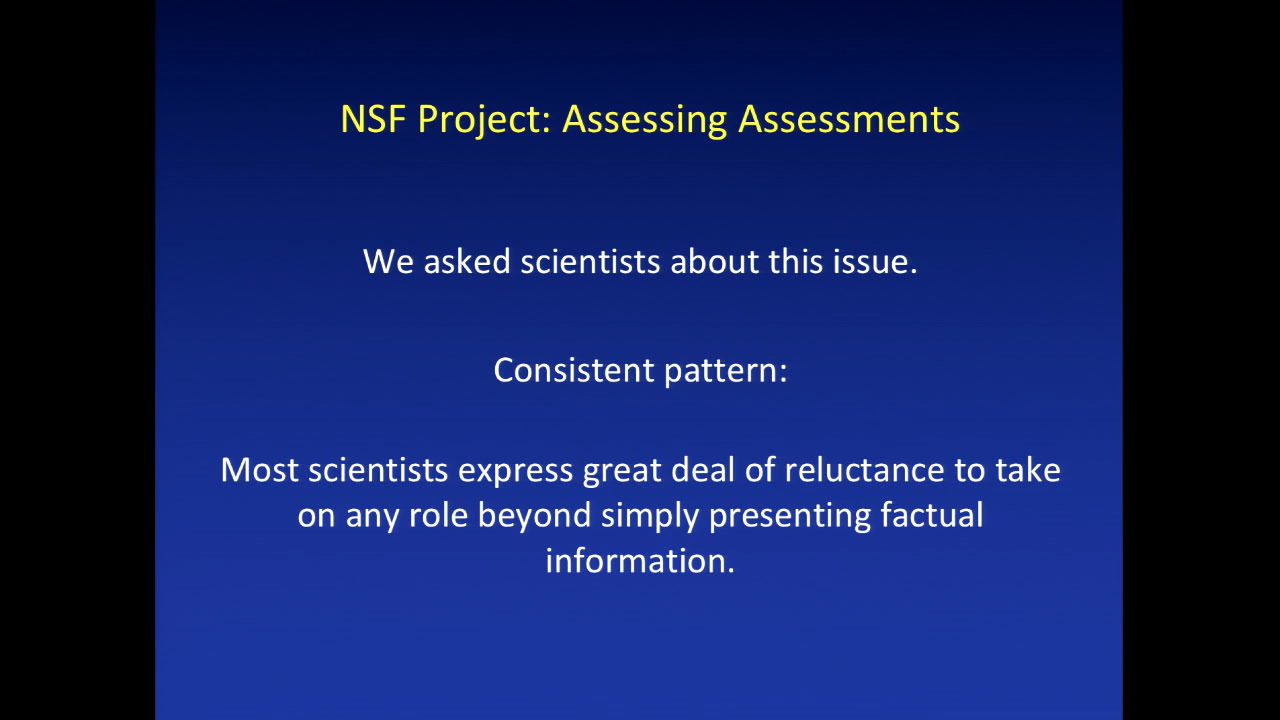 NSF Project: Assessing Assessments
We asked scientists about this issue.
Consistent pattern:
Most scientists express great deal of reluctance to take
on any role beyond simply presenting factual
information.